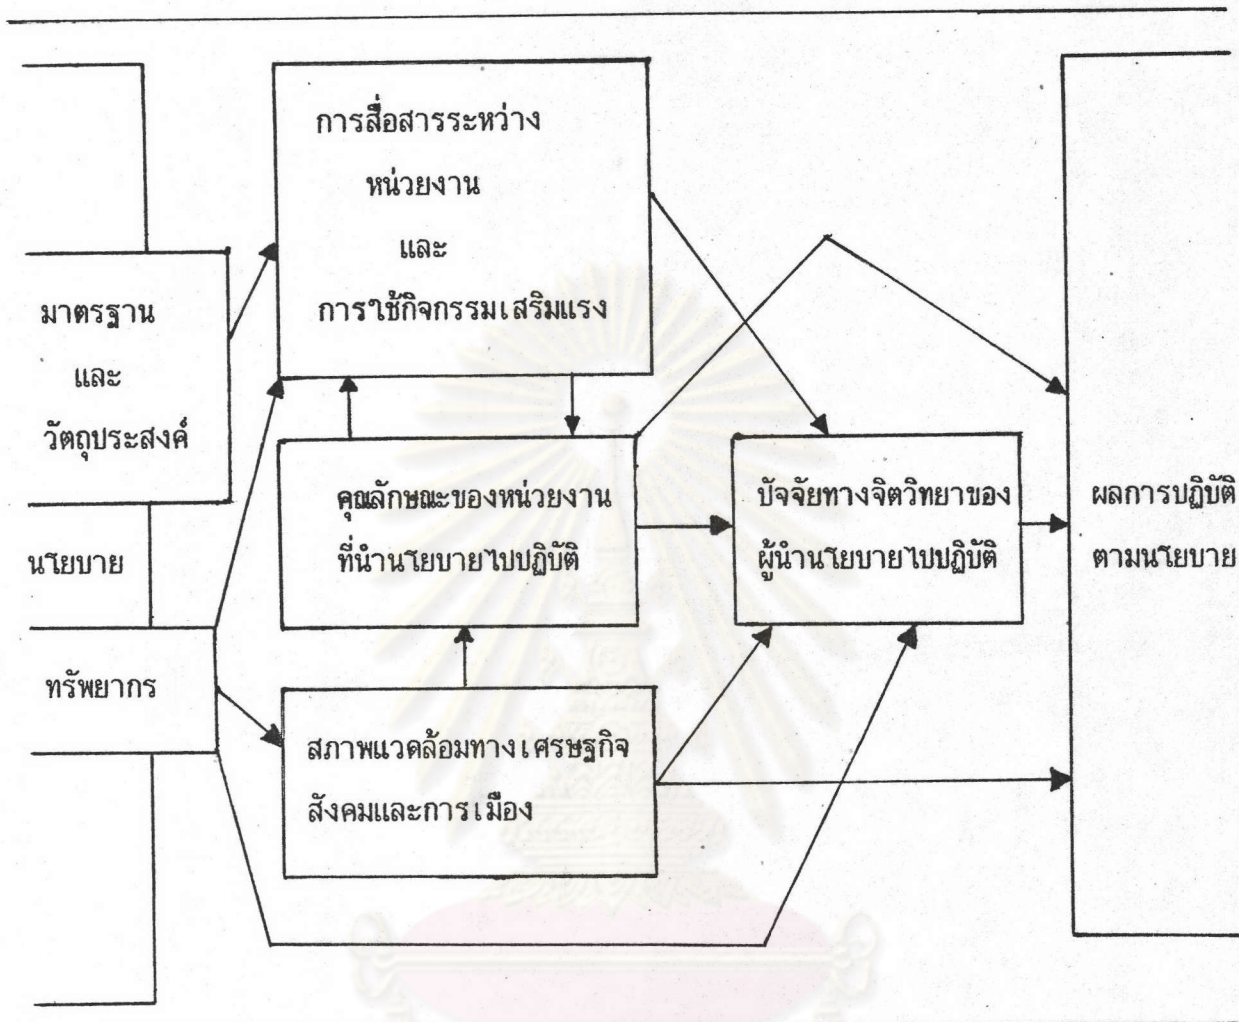 การสื่อสารระหว่าง
หน่วยงาน
และ
การใช้กิจกรรมเสริมแรง
มาตรฐาน
และ
วัตถุประสงค์
นโยบาย
ทรัพยากร
คุณลักษณะของหน่วยงาน
ที่นำนโยบายไปปฏิบัติ
สภาพแวดล้อมทางเศรษฐกิจ
สังคมและการเมือง
ปัจจัยทางจิตวิทยาของ
ผู้นำนโยบายไปปฏิบัติ
ผลการปฏิบัติ
ตามนโยบาย